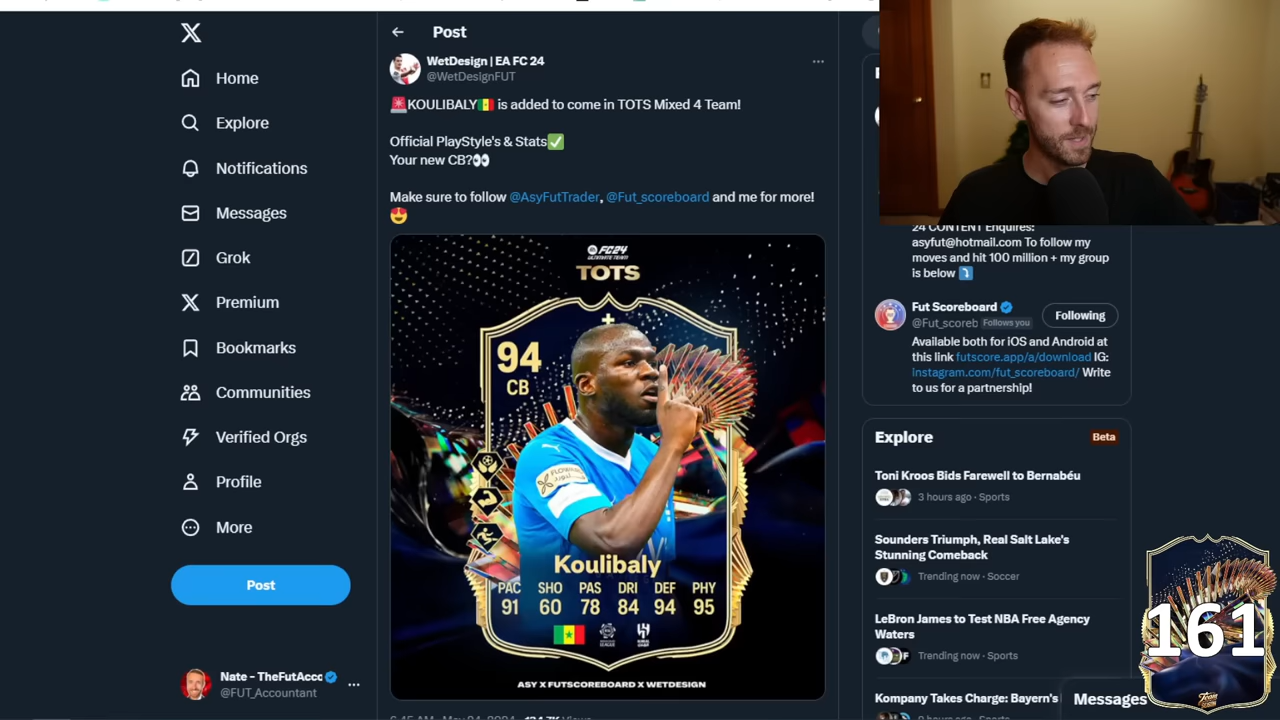 Home
Explore
Notifications
Messages
Grok
Premium
Bookmarks
Communities
Verified Orgs
Profile
More
Post
Nate - TheFutAcc
@FUT_Accountant
Post
WetDesign | EA FC 24
@WetDesignFUT
🚨KOULIBALY🇸🇳 is added to come in TOTS Mixed 4 Team!
Official PlayStyle's & Stats✅
Your new CB?👀
Make sure to follow @AsyFutTrader, @Fut_scoreboard and me for more!
😍
FC24
ULTIMATE TEAM
TOTS
94
CB
Koulibaly
PAC SHO PAS DRI DEF PHY
91 60 78 84 94 95
ASY X FUTSCOREBOARD X WETDESIGN
24 CONTENT Enquires:
asyfut@hotmail.com To follow my
moves and hit 100 million + my group
is below ⤵️
Fut Scoreboard
@Fut_scoreb Follows you
Following
Available both for iOS and Android at
this link futscore.app/a/download IG:
Instagram.com/fut_scoreboard/ Write
to us for a partnership!
Explore
Beta
Toni Kroos Bids Farewell to Bernabéu
3 hours ago · Sports
Sounders Triumph, Real Salt Lake's
Stunning Comeback
Trending now · Soccer
LeBron James to Test NBA Free Agency
Waters
Trending now · Sports
Kompany Takes Charge: Bayern's
Messages
161